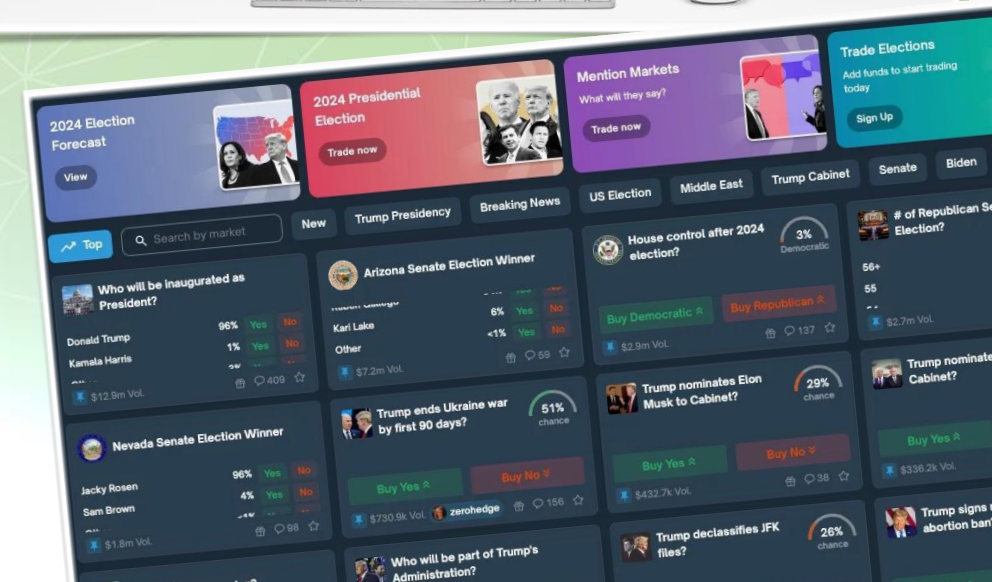 2024 Election
Forecast
View
2024 Presidential
Election
Trade now
Mention Markets
What will they say?
Trade now
Trade Elections
Add funds to start trading
today
Sign Up
Top
Search by market
New
Trump Presidency
Breaking News
US Election
Middle East
Trump Cabinet
Senate
Biden
Who will be inaugurated as
President?
Donald Trump 96% Yes No
Kamala Harris 1% Yes No
$12.9m Vol. 409
Arizona Senate Election Winner
Kari Lake 6% Yes No
Other <1% Yes No
$7.2m Vol. 59
House control after 2024
election?
3%
Democratic
Buy Democratic
Buy Republican
$2.9m Vol. 137
# of Republican Se
Election?
56+
55
$2.7m Vol.
Nevada Senate Election Winner
Jacky Rosen 96% Yes No
Sam Brown 4% Yes No
$1.8m Vol. 98
Trump ends Ukraine war
by first 90 days?
51%
chance
Buy Yes
Buy No
$730.9k Vol. zerohedge 156
Trump nominates Elon
Musk to Cabinet?
29%
chance
Buy Yes
Buy No
$432.7k Vol. 38
Trump nominate
Cabinet?
Buy Yes
$336.2k Vol.
Who will be part of Trump's
Administration?
Trump declassifies JFK
files?
26%
chance
Trump signs
abortion ban